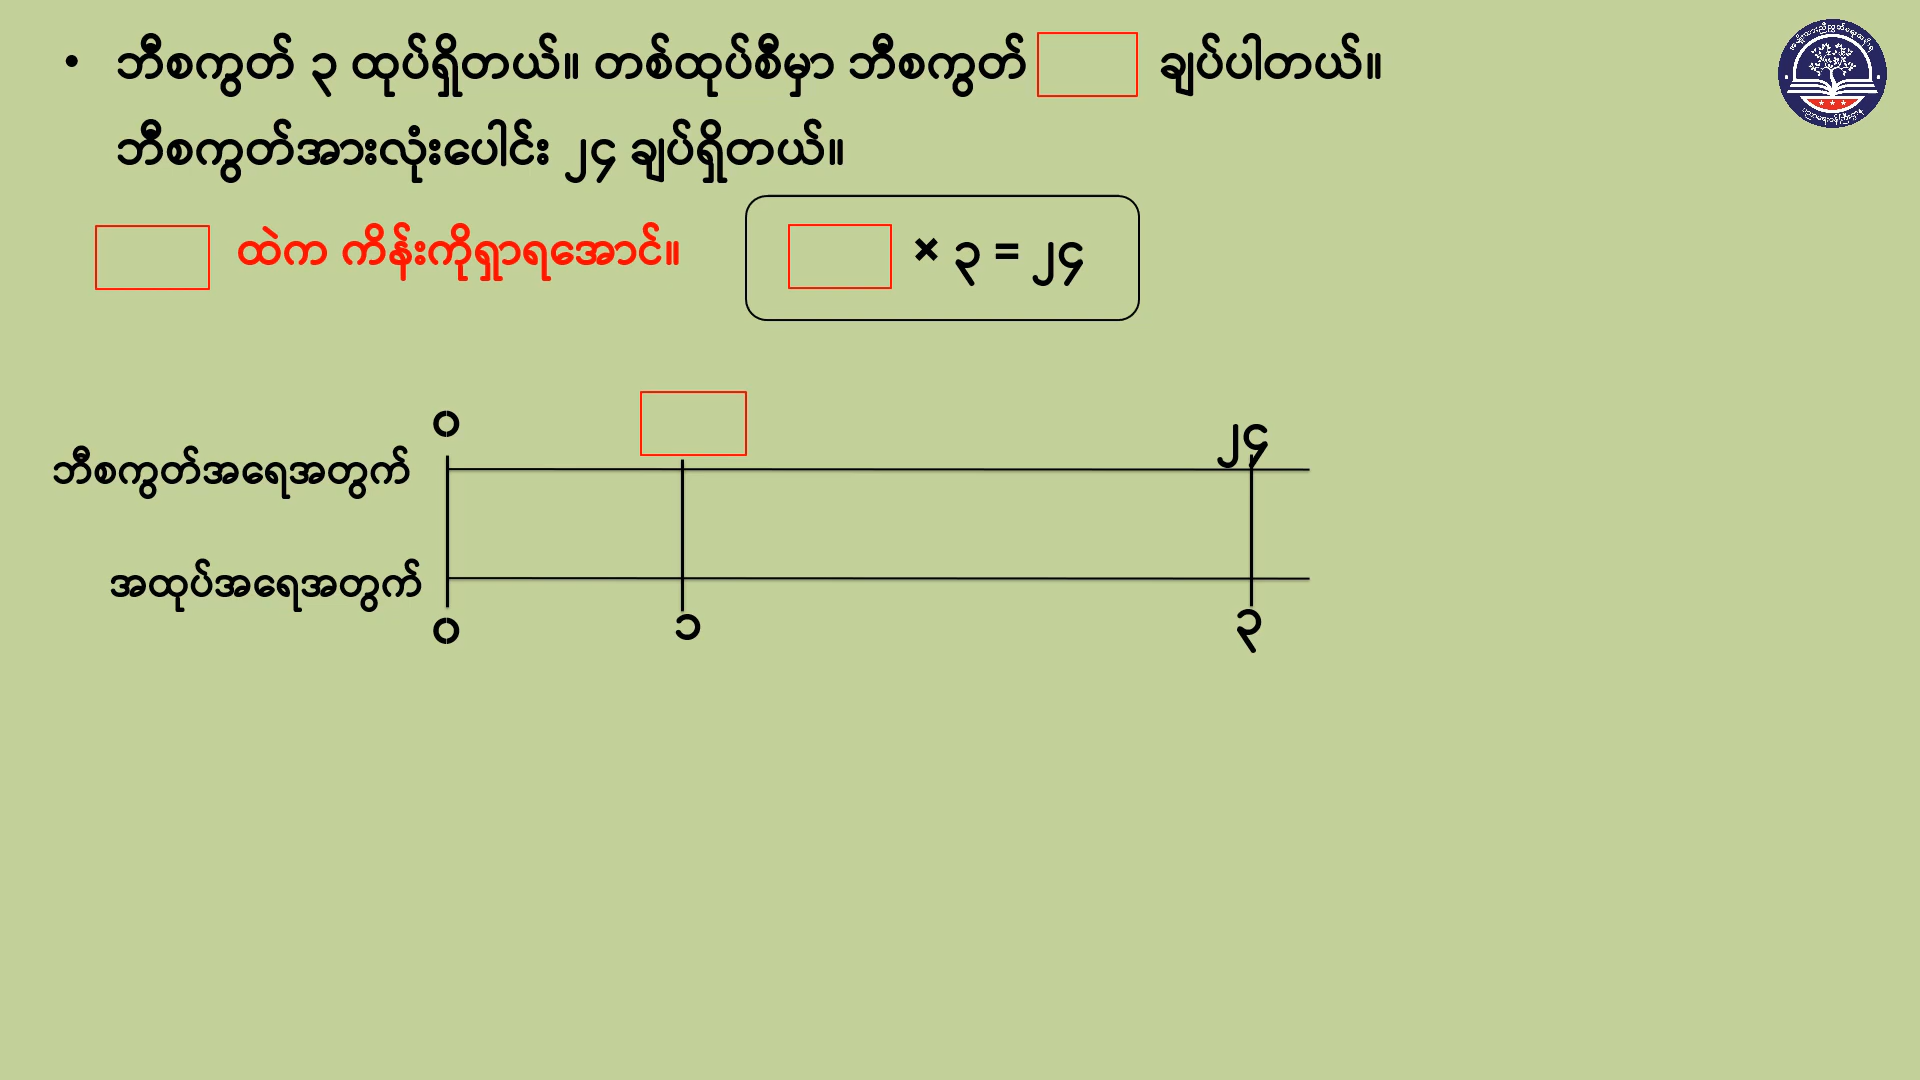 • ဘီစကွတ် ၃ ထုပ်ရှိတယ်။ တစ်ထုပ်စီမှာ ဘီစကွတ် ချပ်ပါတယ်။
ဘီစကွတ်အားလုံးပေါင်း ၂၄ ချပ်ရှိတယ်။
ထဲက ကိန်းကိုရှာရအောင်။
× ၃ = ၂၄
၀ ၂၄
ဘီစကွတ်အရေအတွက်
အထုပ်အရေအတွက်
၀ ၁ ၃